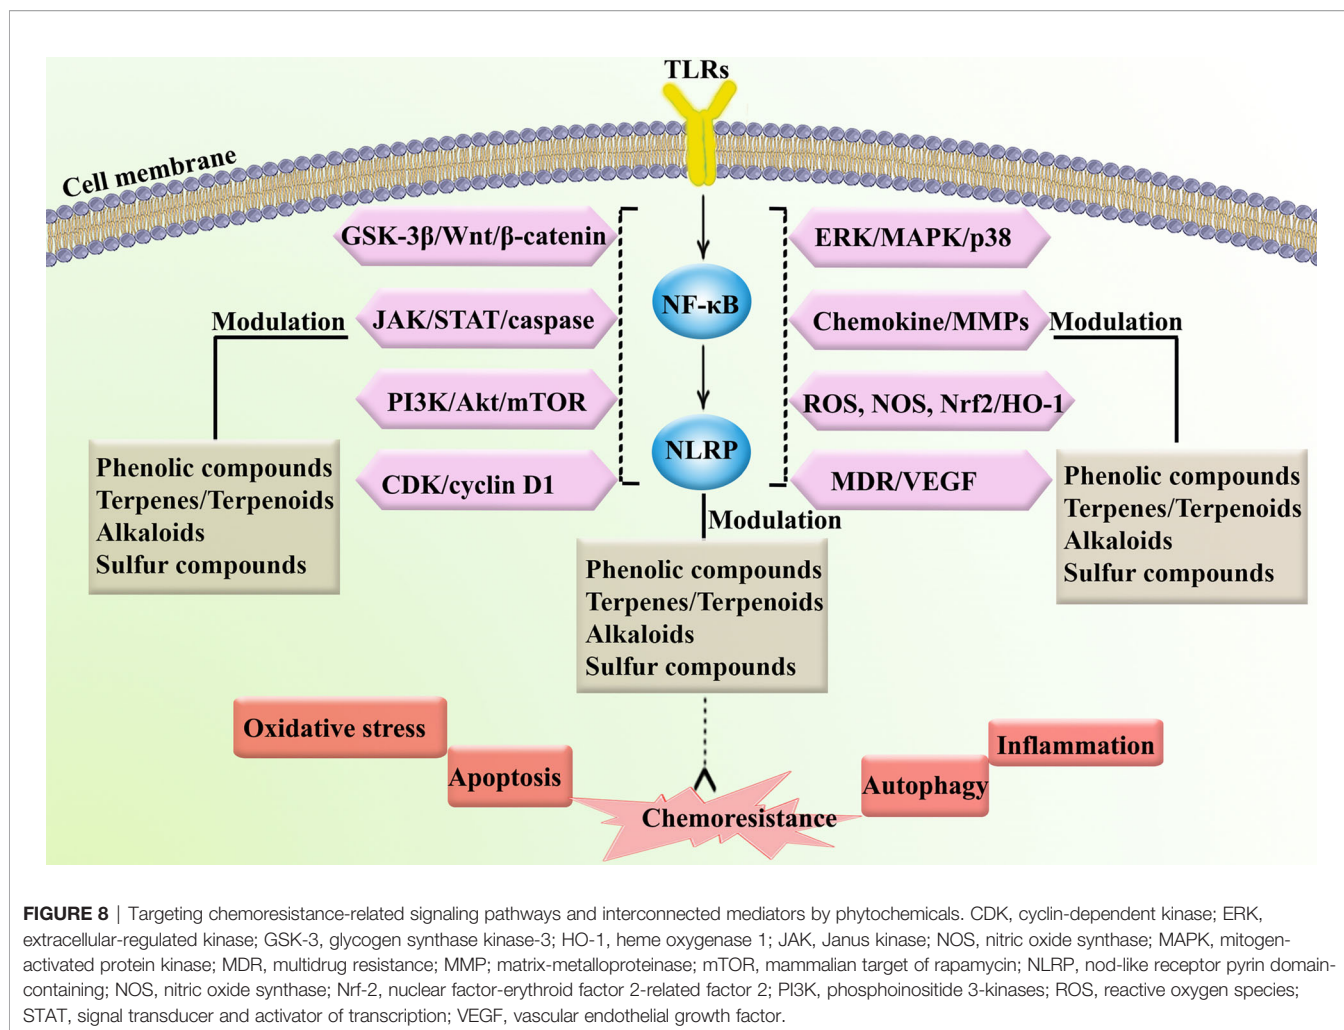 TLRs
Cell membrane
GSK-3β/Wnt/β-catenin
ERK/MAPK/p38
NF-κB
Modulation
JAK/STAT/caspase
Chemokine/MMPs
Modulation
PI3K/Akt/mTOR
ROS, NOS, Nrf2/HO-1
NLRP
CDK/cyclin D1
MDR/VEGF
Phenolic compounds
Terpenes/Terpenoids
Alkaloids
Sulfur compounds
Modulation
Phenolic compounds
Terpenes/Terpenoids
Alkaloids
Sulfur compounds
Phenolic compounds
Terpenes/Terpenoids
Alkaloids
Sulfur compounds
Oxidative stress
Apoptosis
Chemoresistance
Autophagy
Inflammation
FIGURE 8 | Targeting chemoresistance-related signaling pathways and interconnected mediators by phytochemicals. CDK, cyclin-dependent kinase; ERK,
extracellular-regulated kinase; GSK-3, glycogen synthase kinase-3; HO-1, heme oxygenase 1; JAK, Janus kinase; NOS, nitric oxide synthase; MAPK, mitogen-
activated protein kinase; MDR, multidrug resistance; MMP; matrix-metalloproteinase; mTOR, mammalian target of rapamycin; NLRP, nod-like receptor pyrin domain-
containing; NOS, nitric oxide synthase; Nrf-2, nuclear factor-erythroid factor 2-related factor 2; PI3K, phosphoinositide 3-kinases; ROS, reactive oxygen species;
STAT, signal transducer and activator of transcription; VEGF, vascular endothelial growth factor.